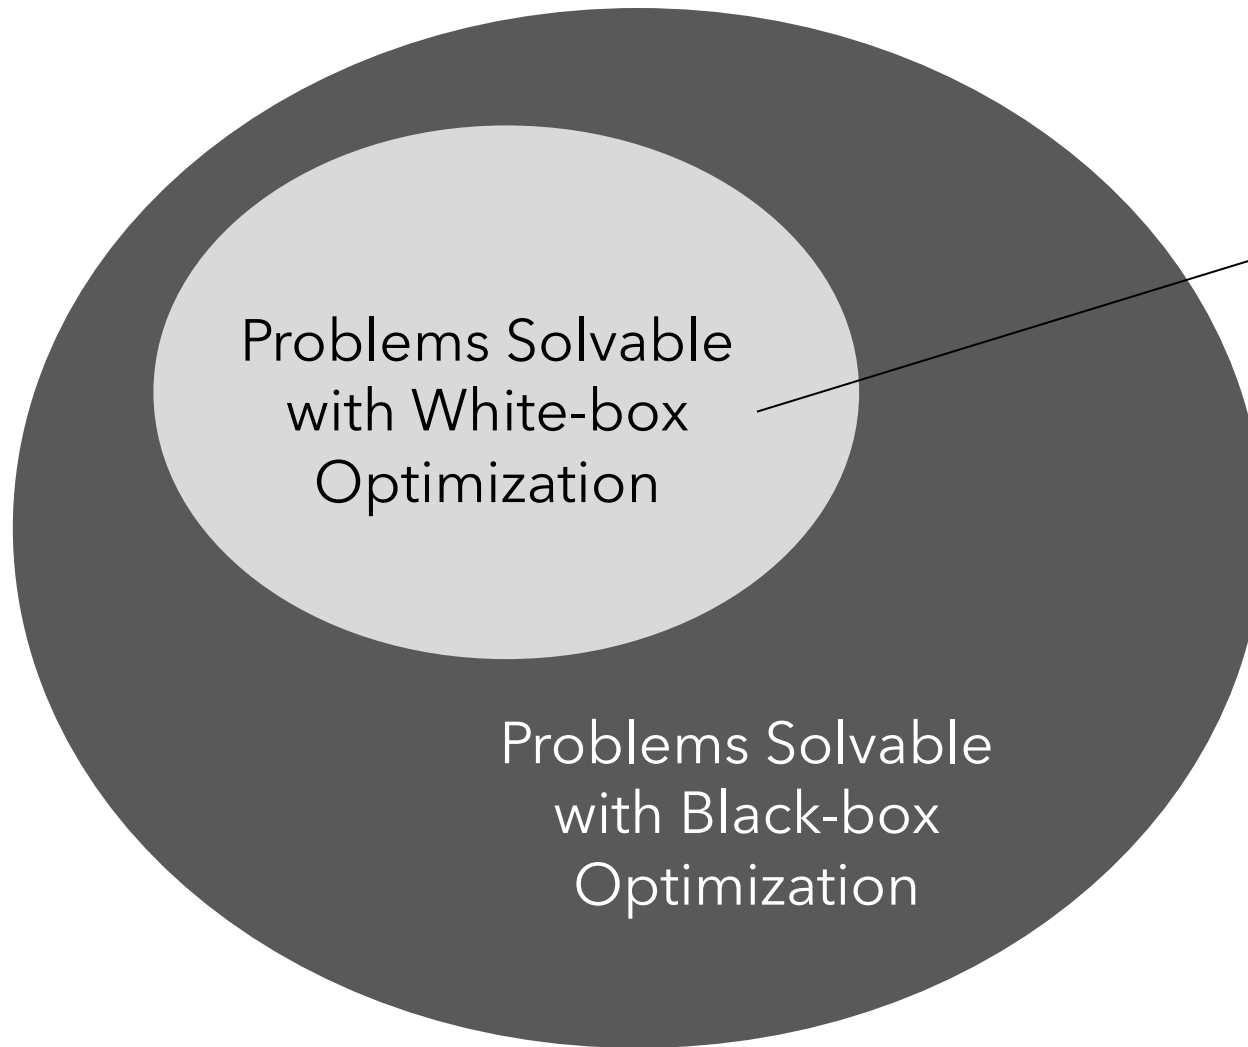 Problems Solvable
with White-box
Optimization
Problems Solvable
with Black-box
Optimization